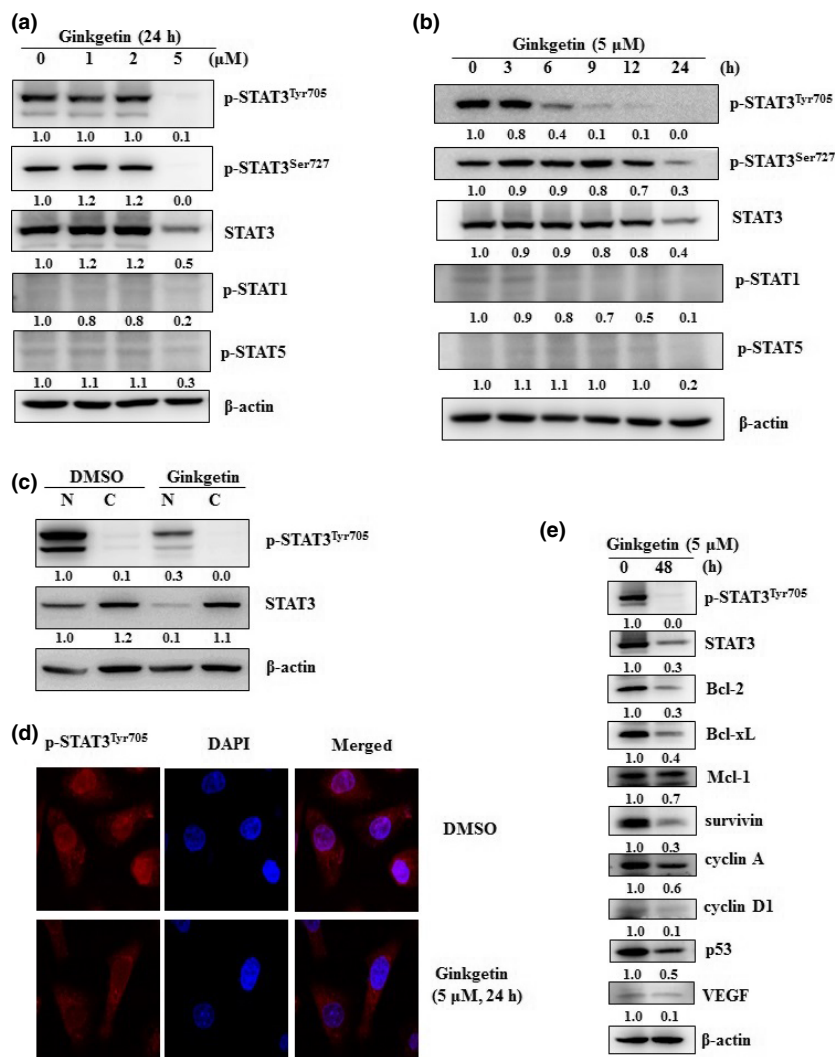 (a)
Ginkgetin (24 h)
0 1 2 5 (μM)
p-STAT3Tyr705
1.0 1.0 1.0 0.1
p-STAT3Ser727
1.0 1.2 1.2 0.0
STAT3
1.0 1.2 1.2 0.5
p-STAT1
1.0 0.8 0.8 0.2
p-STAT5
1.0 1.1 1.1 0.3
β-actin
(b)
Ginkgetin (5 μM)
0 3 6 9 12 24 (h)
p-STAT3Tyr705
1.0 0.8 0.4 0.1 0.1 0.0
p-STAT3Ser727
1.0 0.9 0.9 0.8 0.7 0.3
STAT3
1.0 0.9 0.9 0.8 0.8 0.4
p-STAT1
1.0 0.9 0.8 0.7 0.5 0.1
p-STAT5
1.0 1.1 1.1 1.0 1.0 0.2
β-actin
(c)
DMSO Ginkgetin
N C N C
p-STAT3Tyr705
1.0 0.1 0.3 0.0
STAT3
1.0 1.2 0.1 1.1
β-actin
(d)
p-STAT3Tyr705 DAPI Merged
DMSO
Ginkgetin
(5 μM, 24 h)
(e)
Ginkgetin (5 μM)
0 48 (h)
p-STAT3Tyr705
1.0 0.0
STAT3
1.0 0.3
Bcl-2
1.0 0.3
Bcl-xL
1.0 0.4
Mcl-1
1.0 0.7
survivin
1.0 0.3
cyclin A
1.0 0.6
cyclin D1
1.0 0.1
p53
1.0 0.5
VEGF
1.0 0.1
β-actin